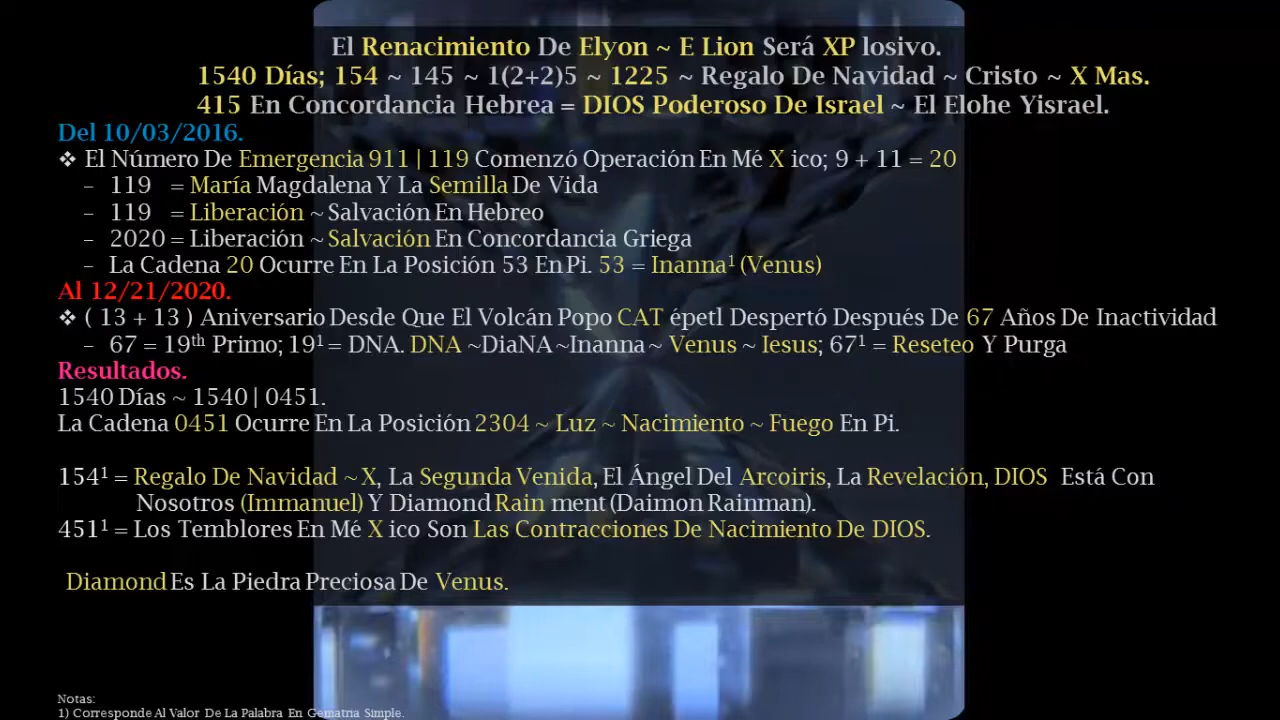 El Renacimiento De Elyon ~ E Lion Será XP losivo.
1540 Días; 154 ~ 145 ~ 1(2+2)5 ~ 1225 ~ Regalo De Navidad ~ Cristo ~ X Mas.
415 En Concordancia Hebrea = DIOS Poderoso De Israel ~ El Elohe Yisrael.
Del 10/03/2016.
❖ El Número De Emergencia 911 | 119 Comenzó Operación En Mé X ico; 9 + 11 = 20
– 119 = María Magdalena Y La Semilla De Vida
– 119 = Liberación ~ Salvación En Hebreo
– 2020 = Liberación ~ Salvación En Concordancia Griega
– La Cadena 20 Ocurre En La Posición 53 En Pi. 53 = Inanna¹ (Venus)
Al 12/21/2020.
❖ ( 13 + 13 ) Aniversario Desde Que El Volcán Popo CAT épetl Despertó Después De 67 Años De Inactividad
– 67 = 19th Primo; 19¹ = DNA. DNA ~DiaNA ~Inanna ~ Venus ~ Iesus; 67¹ = Reseteo Y Purga
Resultados.
1540 Días ~ 1540 | 0451.
La Cadena 0451 Ocurre En La Posición 2304 ~ Luz ~ Nacimiento ~ Fuego En Pi.
154¹ = Regalo De Navidad ~ X, La Segunda Venida, El Ángel Del Arcoiris, La Revelación, DIOS Está Con
Nosotros (Immanuel) Y Diamond Rain ment (Daimon Rainman).
451¹ = Los Temblores En Mé X ico Son Las Contracciones De Nacimiento De DIOS.
Diamond Es La Piedra Preciosa De Venus.
Notas:
1) Corresponde Al Valor De La Palabra En Gematria Simple.